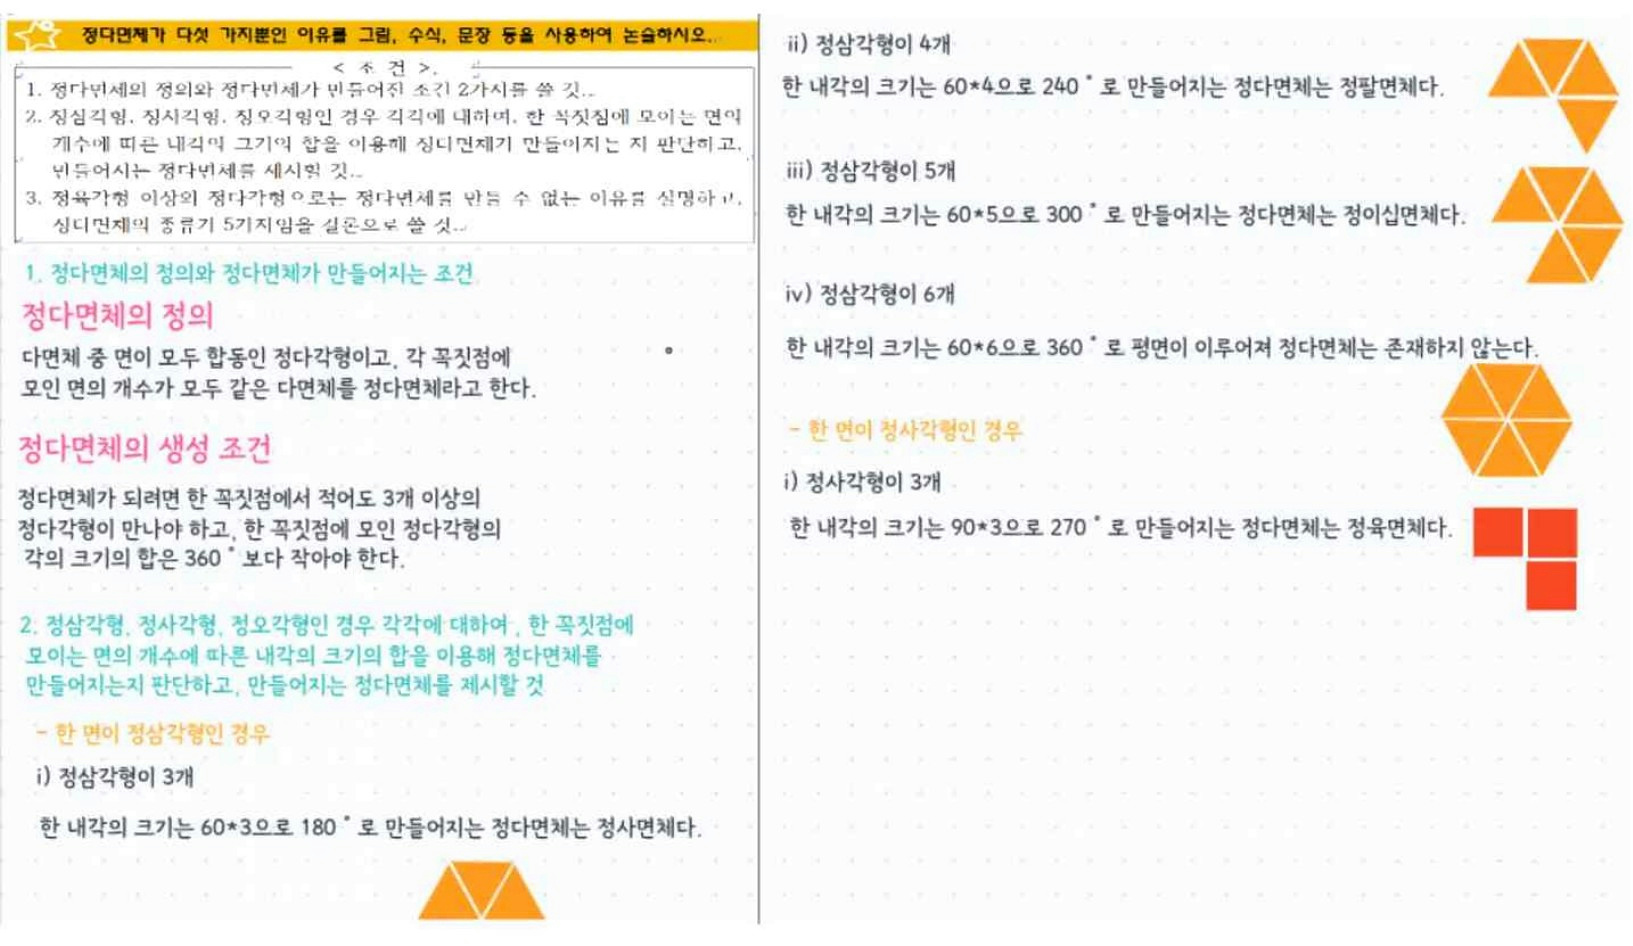 정다면체가 다섯 가지뿐인 이유를 그림, 수식, 문장 등을 사용하여 논술하시오..
< 조 건 >.
1. 정다면체의 정의와 정다면체가 만들어진 조건 2가지를 쓸 것..
2. 정삼각형, 정사각형, 정오각형인 경우 각각에 대하여, 한 꼭짓점에 모이는 면의
개수에 따른 내각의 크기의 합을 이용해 정다면체가 만들어지는 지 판단하고,
만들어지는 정다면체를 제시할 것..
3. 정육각형 이상의 정다각형으로는 정다면체를 만들 수 없는 이유를 설명하고,
정다면체의 종류가 5가지임을 결론으로 쓸 것..
1. 정다면체의 정의와 정다면체가 만들어지는 조건
정다면체의 정의
다면체 중 면이 모두 합동인 정다각형이고, 각 꼭짓점에
모인 면의 개수가 모두 같은 다면체를 정다면체라고 한다.
정다면체의 생성 조건
정다면체가 되려면 한 꼭짓점에서 적어도 3개 이상의
정다각형이 만나야 하고, 한 꼭짓점에 모인 정다각형의
각의 크기의 합은 360 ° 보다 작아야 한다.
2. 정삼각형, 정사각형, 정오각형인 경우 각각에 대하여 , 한 꼭짓점에
모이는 면의 개수에 따른 내각의 크기의 합을 이용해 정다면체를
만들어지는지 판단하고, 만들어지는 정다면체를 제시할 것
- 한 면이 정삼각형인 경우
i) 정삼각형이 3개
한 내각의 크기는 60*3으로 180 ° 로 만들어지는 정다면체는 정사면체다.
ii) 정삼각형이 4개
한 내각의 크기는 60*4으로 240 ° 로 만들어지는 정다면체는 정팔면체다.
iii) 정삼각형이 5개
한 내각의 크기는 60*5으로 300 ° 로 만들어지는 정다면체는 정이십면체다.
iv) 정삼각형이 6개
한 내각의 크기는 60*6으로 360 ° 로 평면이 이루어져 정다면체는 존재하지 않는다.
- 한 면이 정사각형인 경우
i) 정사각형이 3개
한 내각의 크기는 90*3으로 270 ° 로 만들어지는 정다면체는 정육면체다.